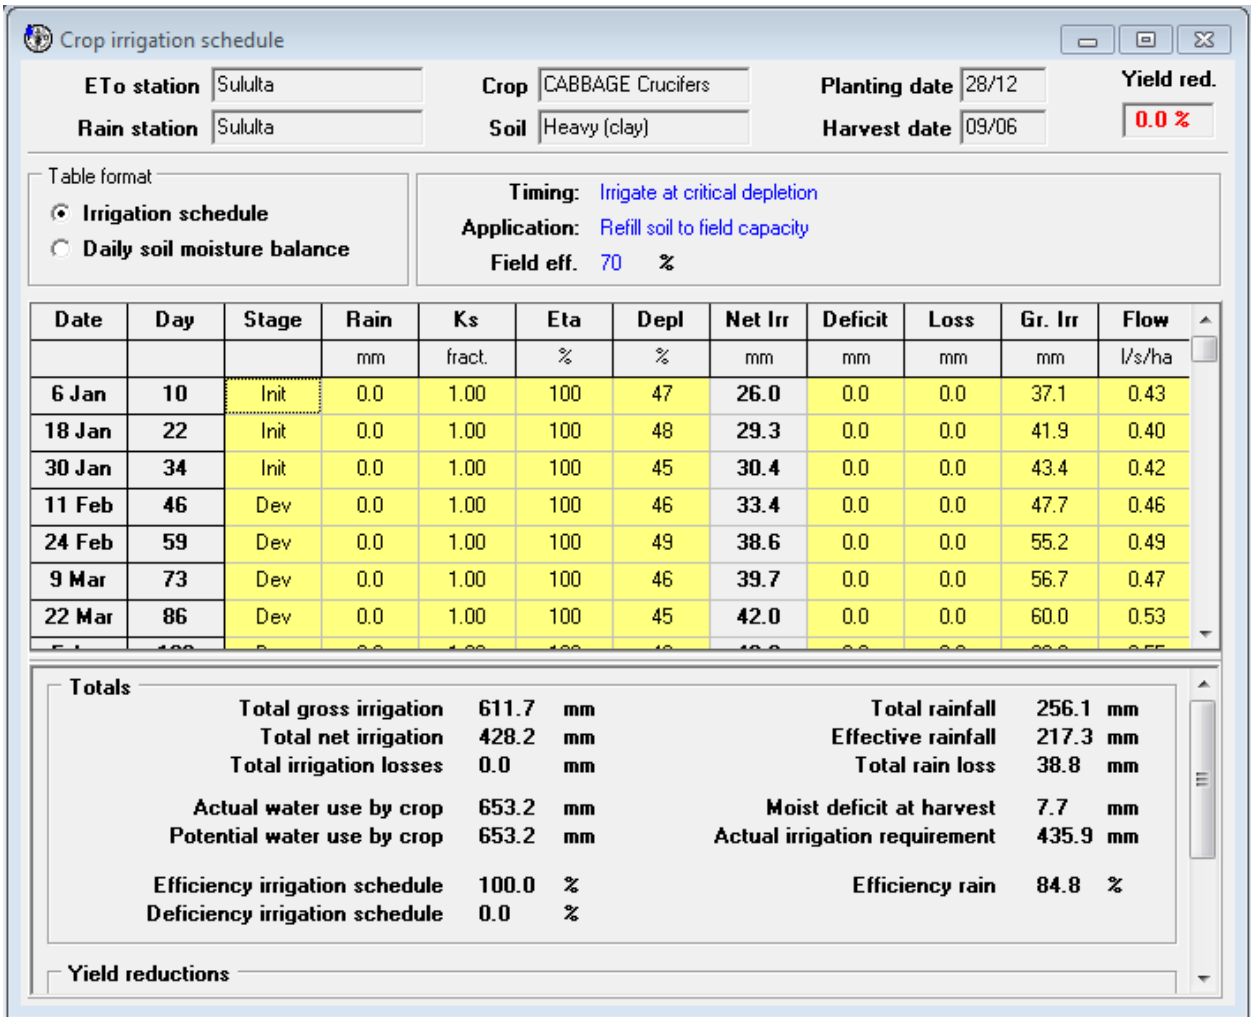 Crop irrigation schedule
ETo station Sululta Crop CABBAGE Crucifers Planting date 28/12 Yield red.
Rain station Sululta Soil Heavy (clay) Harvest date 09/06 0.0 %
Table format
Irrigation schedule
Daily soil moisture balance
Timing: Irrigate at critical depletion
Application: Refill soil to field capacity
Field eff. 70 %
Date Day Stage Rain Ks Eta Depl Net Irr Deficit Loss Gr. Irr Flow
mm fract. % % mm mm mm mm l/s/ha
6 Jan 10 Init 0.0 1.00 100 47 26.0 0.0 0.0 37.1 0.43
18 Jan 22 Init 0.0 1.00 100 48 29.3 0.0 0.0 41.9 0.40
30 Jan 34 Init 0.0 1.00 100 45 30.4 0.0 0.0 43.4 0.42
11 Feb 46 Dev 0.0 1.00 100 46 33.4 0.0 0.0 47.7 0.46
24 Feb 59 Dev 0.0 1.00 100 49 38.6 0.0 0.0 55.2 0.49
9 Mar 73 Dev 0.0 1.00 100 46 39.7 0.0 0.0 56.7 0.47
22 Mar 86 Dev 0.0 1.00 100 45 42.0 0.0 0.0 60.0 0.53
Totals
Total gross irrigation 611.7 mm Total rainfall 256.1 mm
Total net irrigation 428.2 mm Effective rainfall 217.3 mm
Total irrigation losses 0.0 mm Total rain loss 38.8 mm
Actual water use by crop 653.2 mm Moist deficit at harvest 7.7 mm
Potential water use by crop 653.2 mm Actual irrigation requirement 435.9 mm
Efficiency irrigation schedule 100.0 % Efficiency rain 84.8 %
Deficiency irrigation schedule 0.0 %
Yield reductions